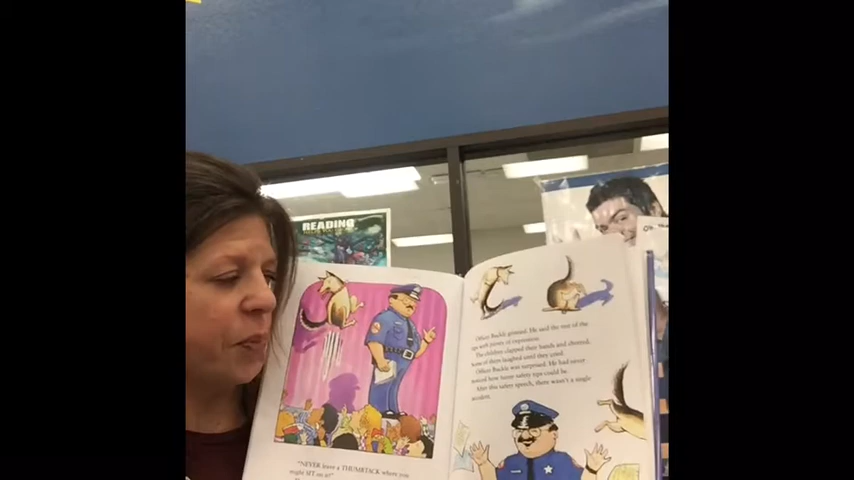 READING
"NEVER leave a THUMBTACK where you
might SIT on it!"
Officer Buckle grinned. He said the rest of the
tips with plenty of expression.
The children clapped their hands and cheered.
Some of them laughed until they cried.
Officer Buckle was surprised. He had never
noticed how funny safety tips could be.
After this safety speech, there wasn't a single
accident.